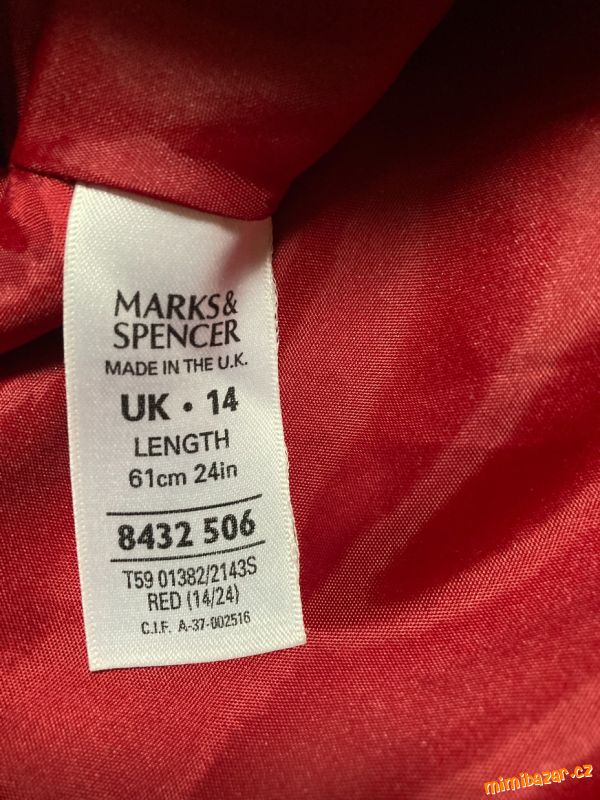 MARKS&
SPENCER
MADE IN THE U.K.
UK • 14
LENGTH
61cm 24in
8432 506
T59 01382/2143S
RED (14/24)
C.I.F. A-37-002516
mimibazar.cz